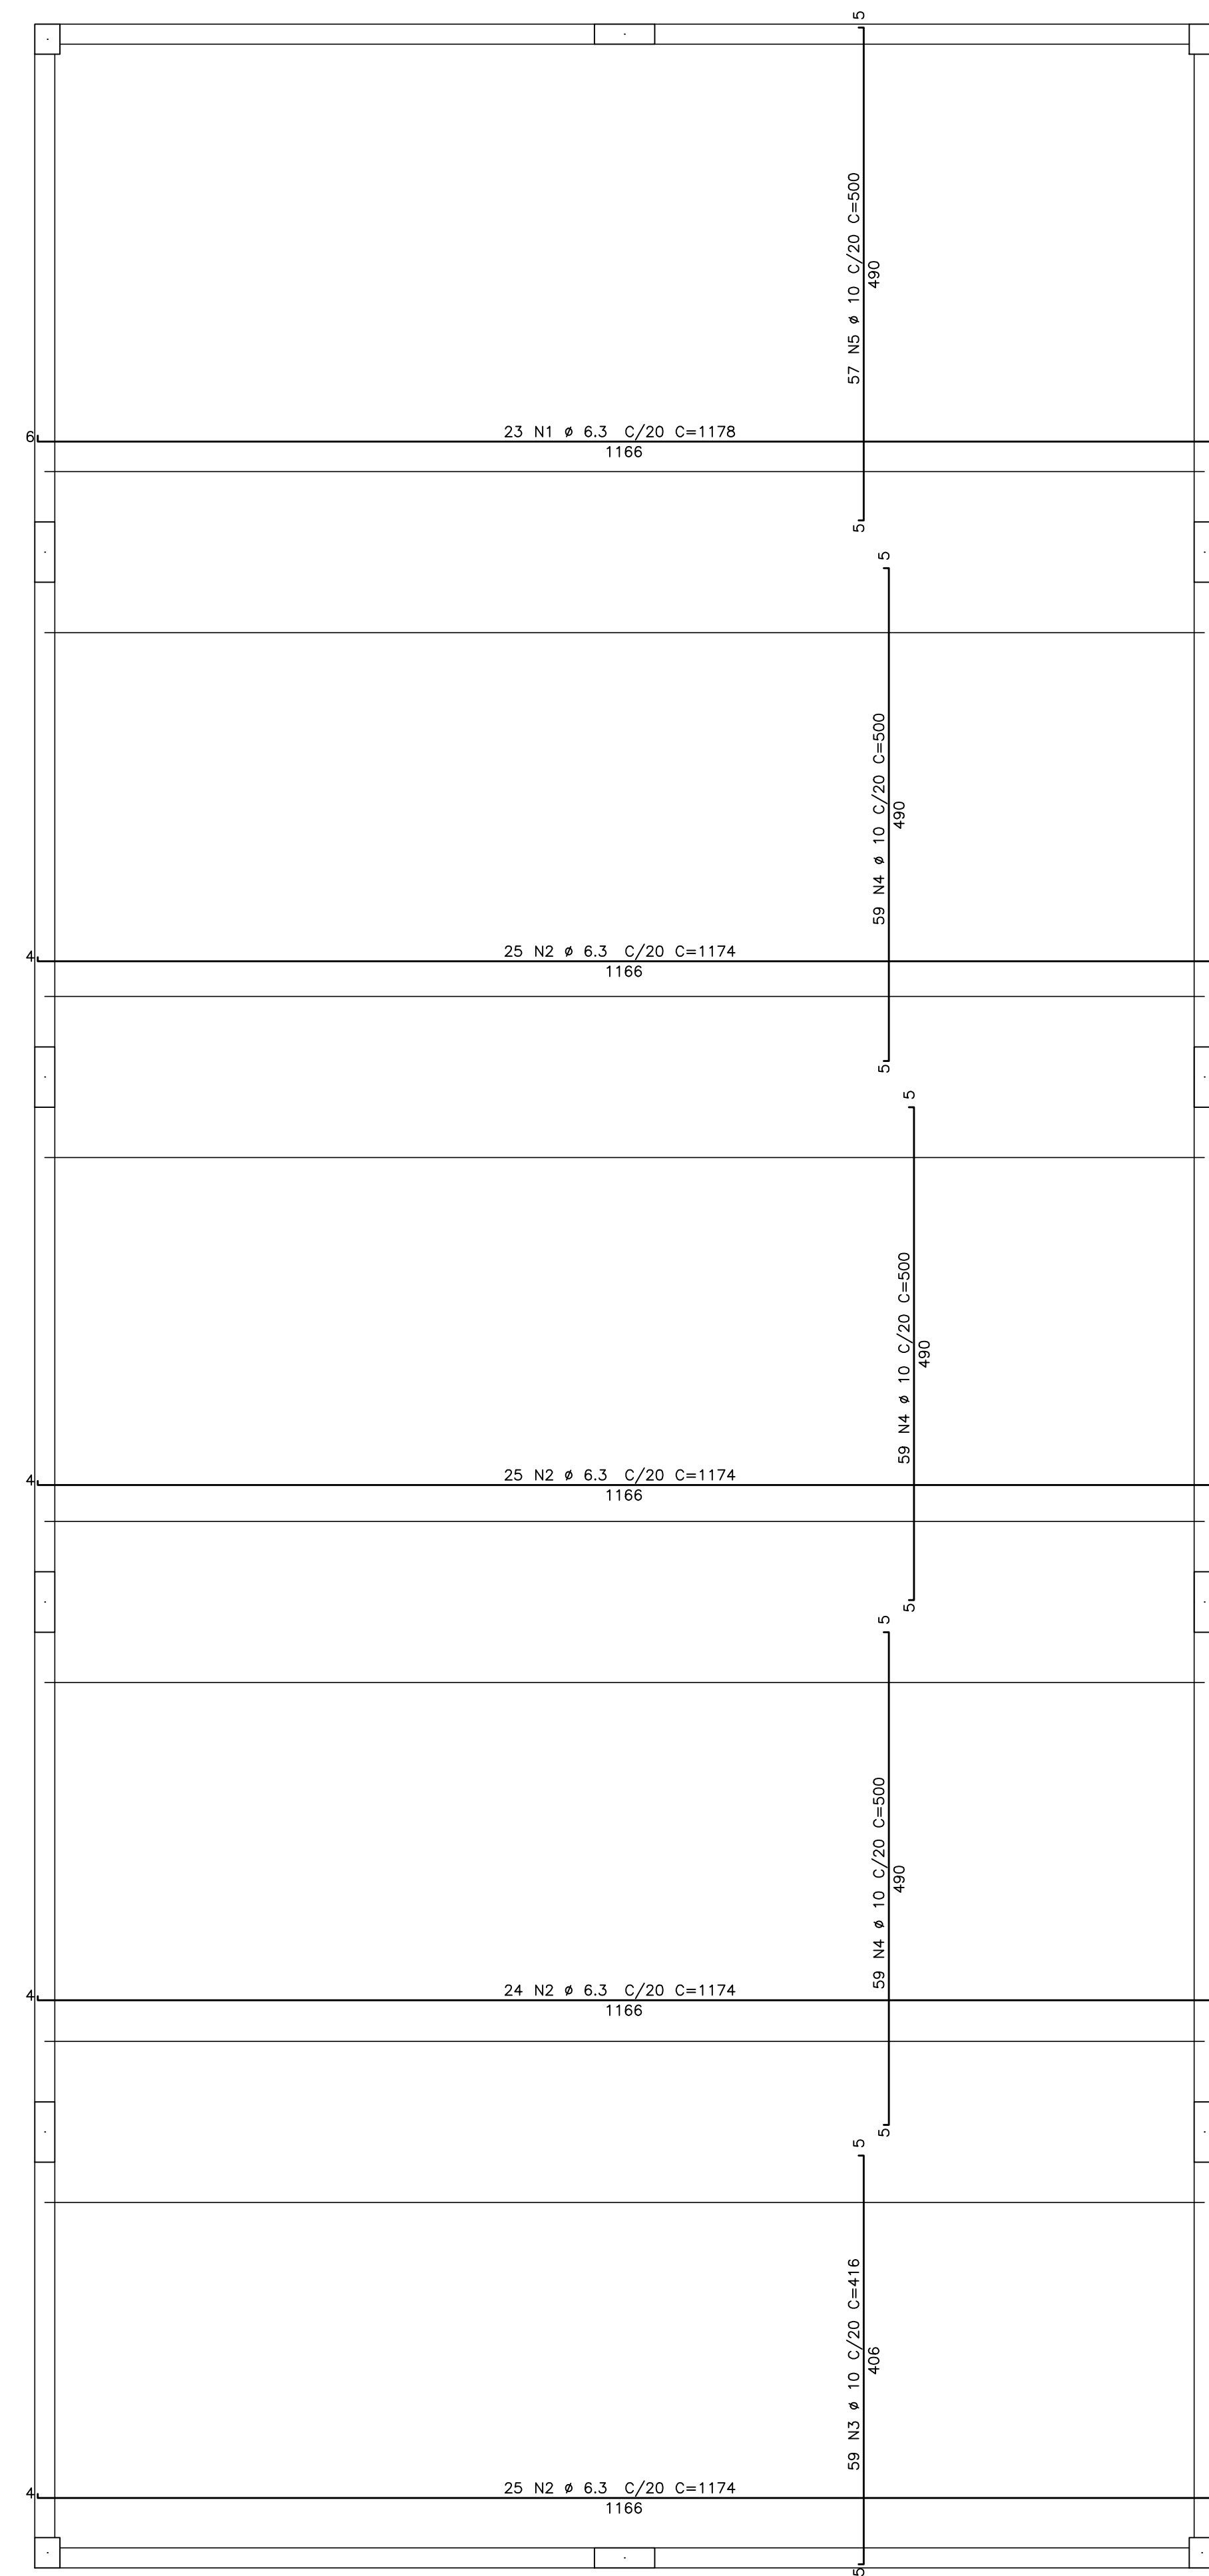 5
57 N5 ø 10 C/20 C=500
490
6
23 N1 ø 6.3 C/20 C=1178
1166
5
5
59 N4 ø 10 C/20 C=500
490
4
25 N2 ø 6.3 C/20 C=1174
1166
5
5
59 N4 ø 10 C/20 C=500
490
4
25 N2 ø 6.3 C/20 C=1174
1166
5
5
59 N4 ø 10 C/20 C=500
490
4
24 N2 ø 6.3 C/20 C=1174
1166
5
5
59 N3 ø 10 C/20 C=416
406
4
25 N2 ø 6.3 C/20 C=1174
1166
5